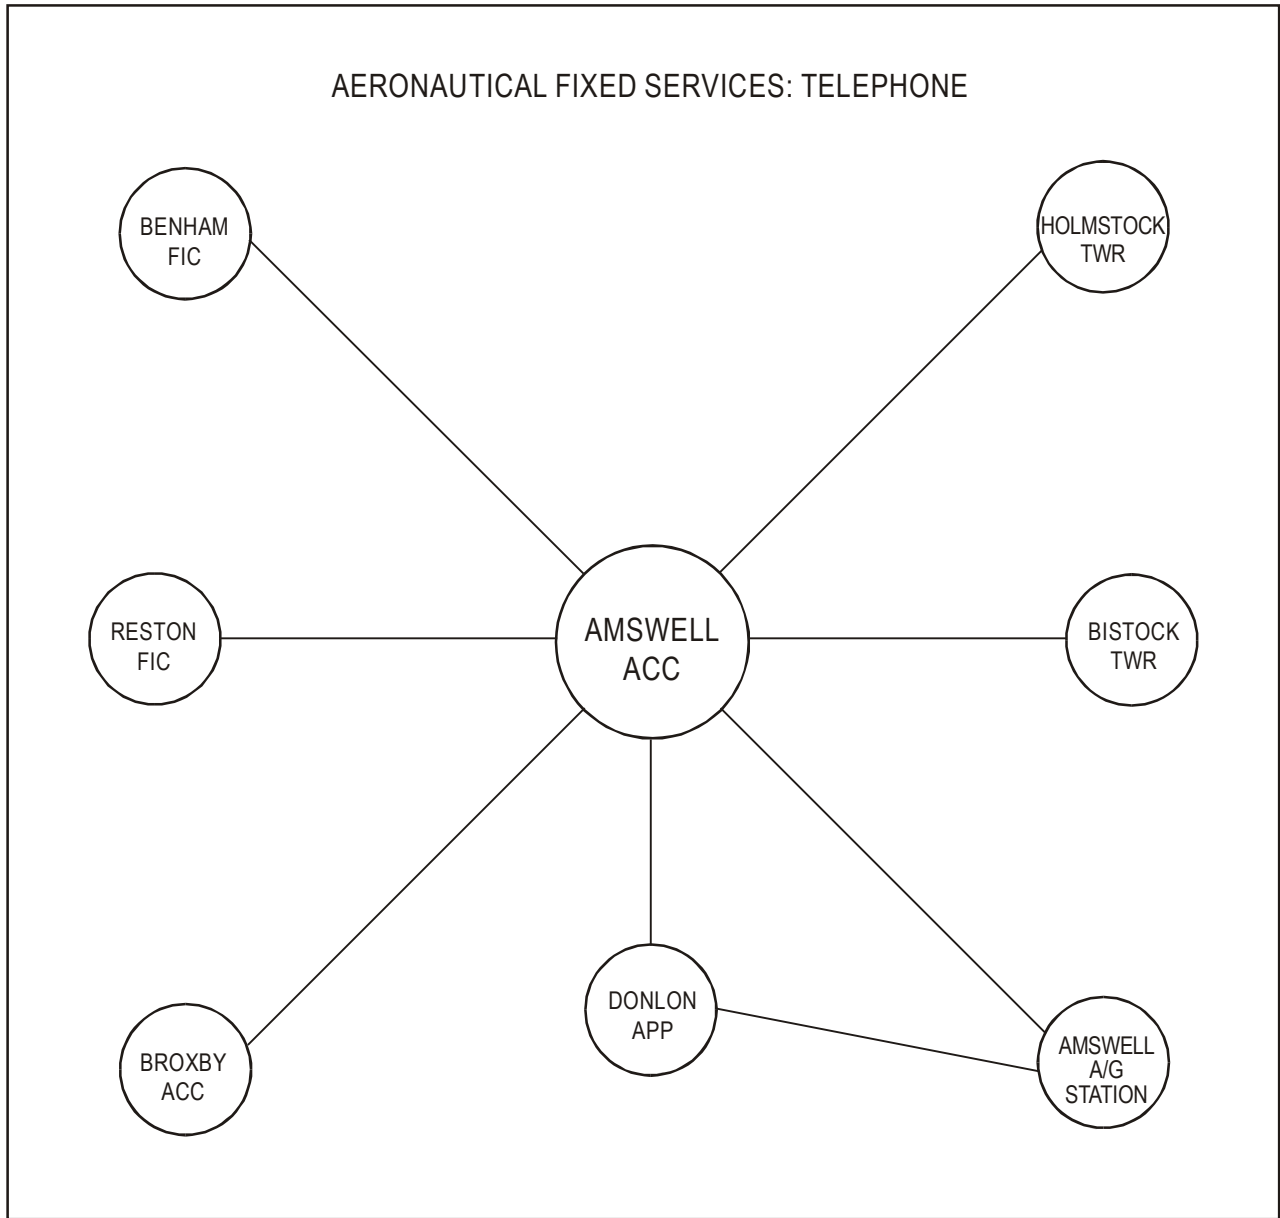 AERONAUTICAL FIXED SERVICES: TELEPHONE
BENHAM
FIC
HOLMSTOCK
TWR
RESTON
FIC
AMSWELL
ACC
BISTOCK
TWR
DONLON
APP
BROXBY
ACC
AMSWELL
A/G
STATION